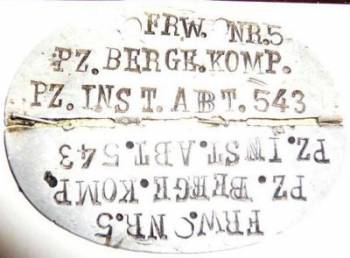 FRW. NR.5
PZ.BERGE.KOMP.
PZ.INST.ABT.543
FRW. NR.5
PZ. BERGE.KOMP.
PZ.INST.ABT.543